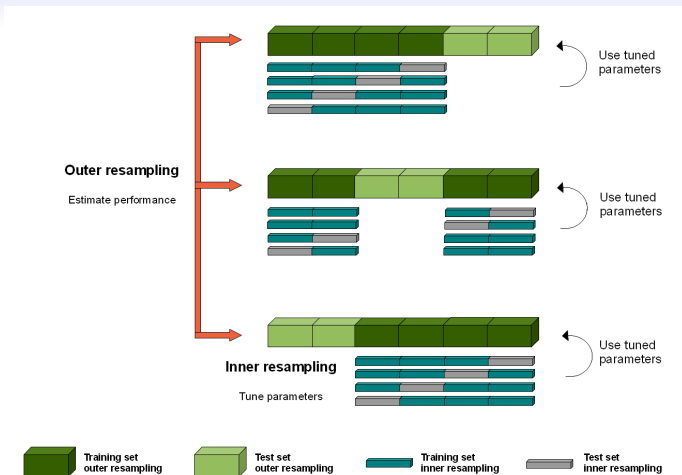 Use tuned
parameters
Outer resampling
Estimate performance
Use tuned
parameters
Inner resampling
Tune parameters
Use tuned
parameters
Training set
outer resampling
Test set
outer resampling
Training set
inner resampling
Test set
inner resampling